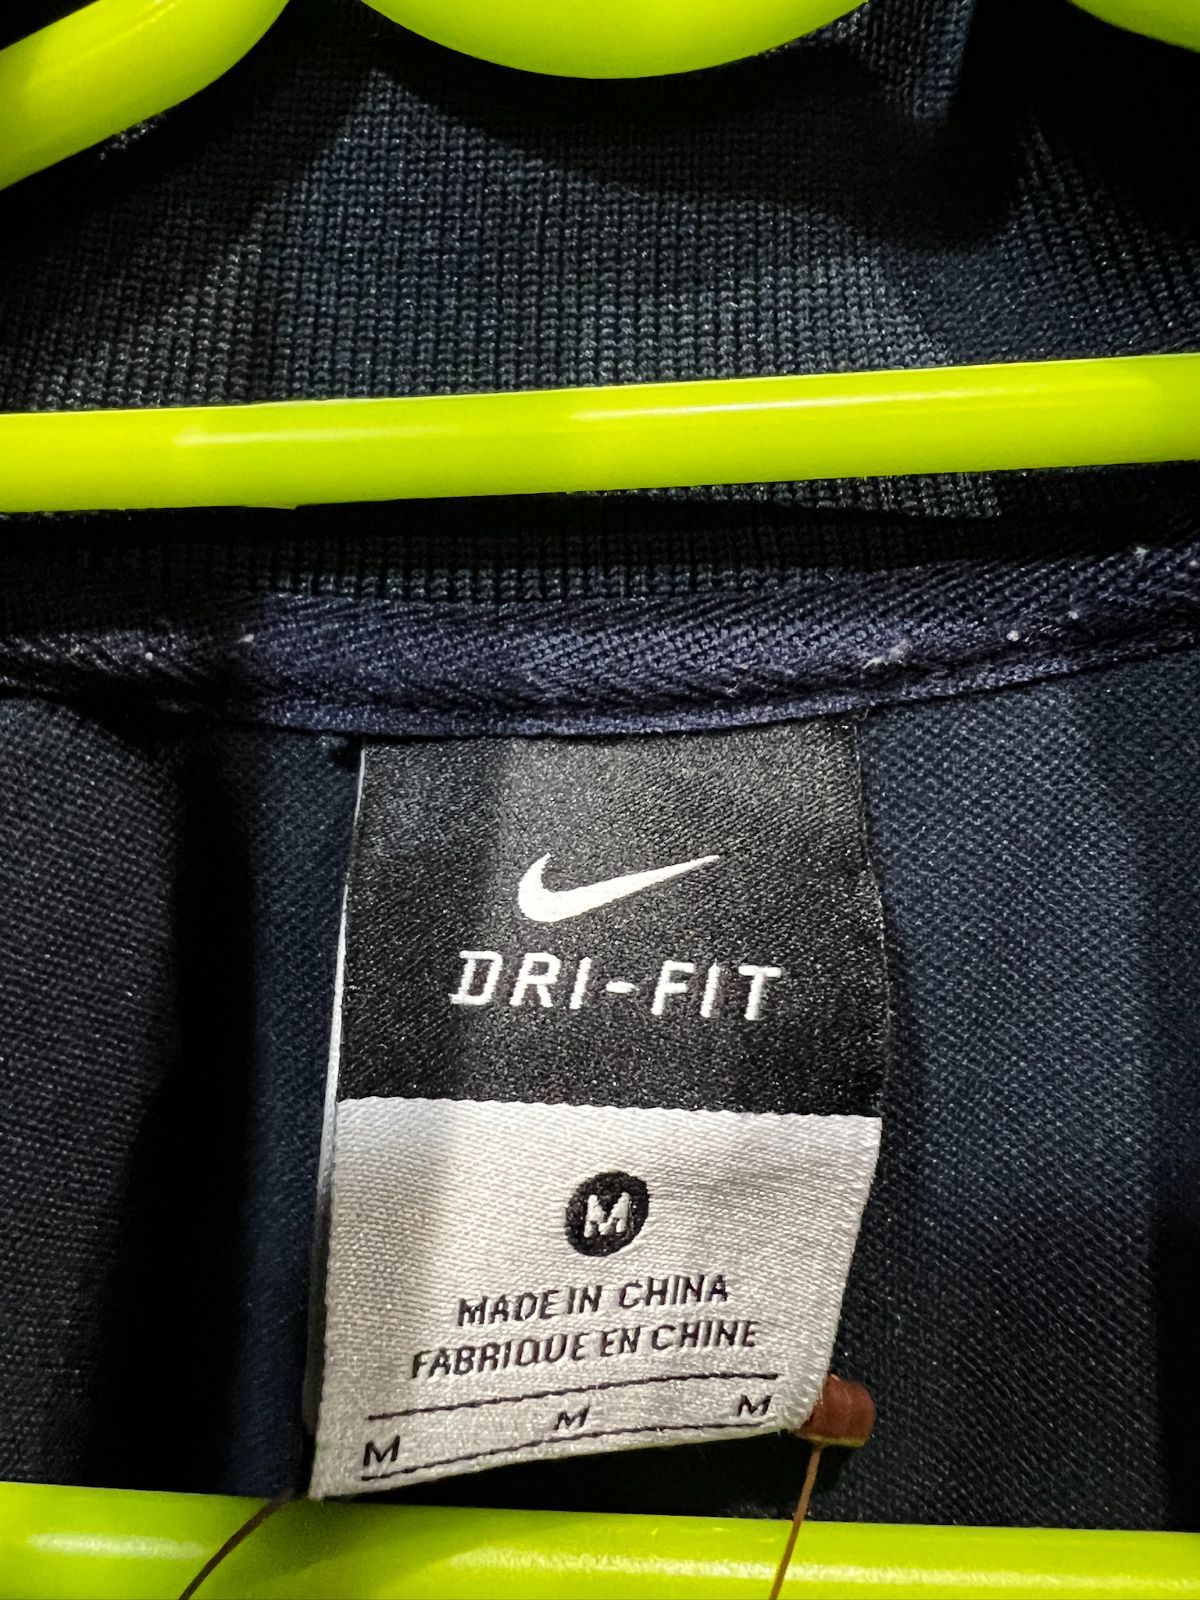 DRI-FIT
M
MADE IN CHINA
FABRIQUE EN CHINE
M M M